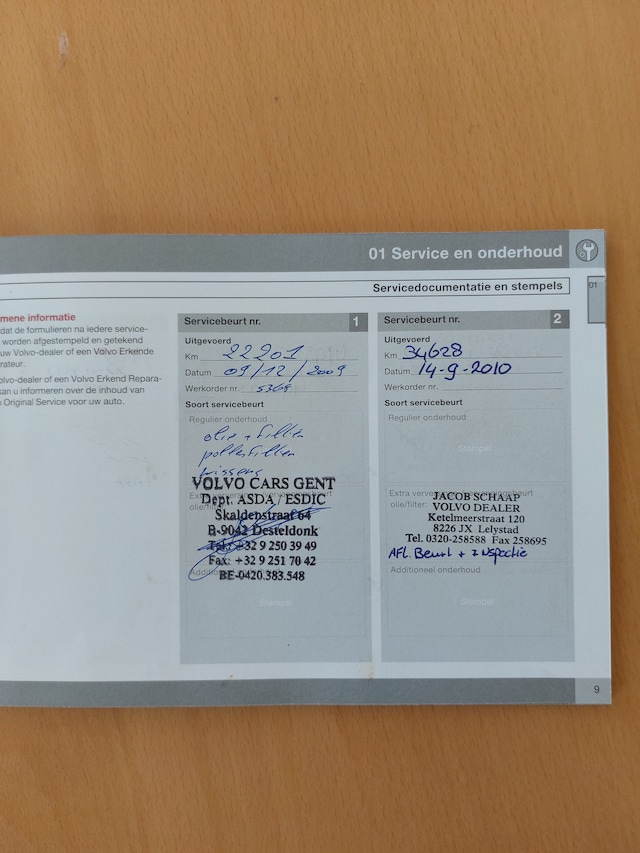 01 Service en onderhoud
01
Servicedocumentatie en stempels
mene informatie
dat de formulieren na iedere service-
worden afgestempeld en getekend
uw Volvo-dealer of een Volvo Erkende
rateur.
olvo-dealer of een Volvo Erkend Repara-
kan u informeren over de inhoud van
Original Service voor uw auto.
Servicebeurt nr. 1
Uitgevoerd
Km 22201
Datum 09/12/2009
Werkorder nr. 5369
Soort servicebeurt
Regulier onderhoud
olie + filter
pollenfilter
wissers
VOLVO CARS GENT
Dept. ASDA / ESDIC
Skaldenstraat 64
B-9042 Desteldonk
Tel.: +32 9 250 39 49
Fax: +32 9 251 70 42
BE-0420.383.548
Stempel
Servicebeurt nr. 2
Uitgevoerd
Km 34628
Datum 14-9-2010
Werkorder nr.
Soort servicebeurt
Regulier onderhoud
Stempel
JACOB SCHAAP
VOLVO DEALER
Ketelmeerstraat 120
8226 JX Lelystad
Tel. 0320-258588 Fax 258695
AFL Beurt + Inspectie
Additioneel onderhoud
Stempel
9